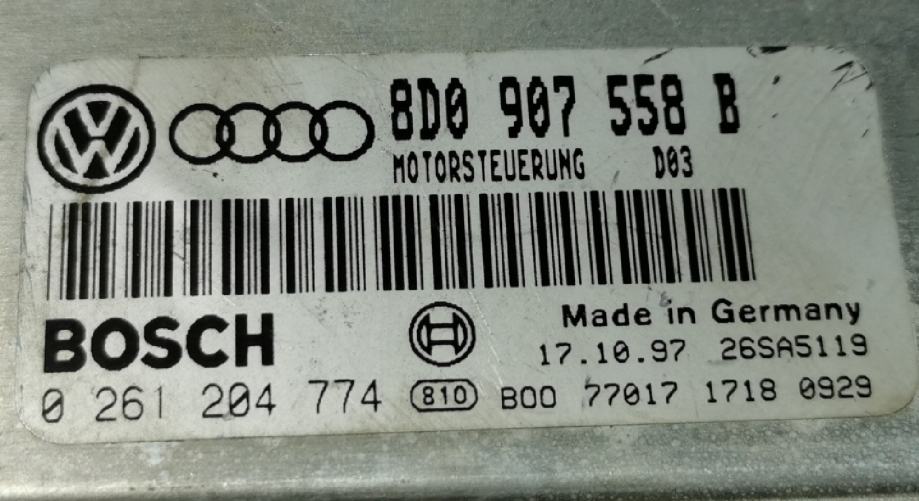 8D0 907 558 B
MOTORSTEUERUNG D03
BOSCH
Made in Germany
17.10.97 26SA5119
0 261 204 774 810 B00 77017 1718 0929